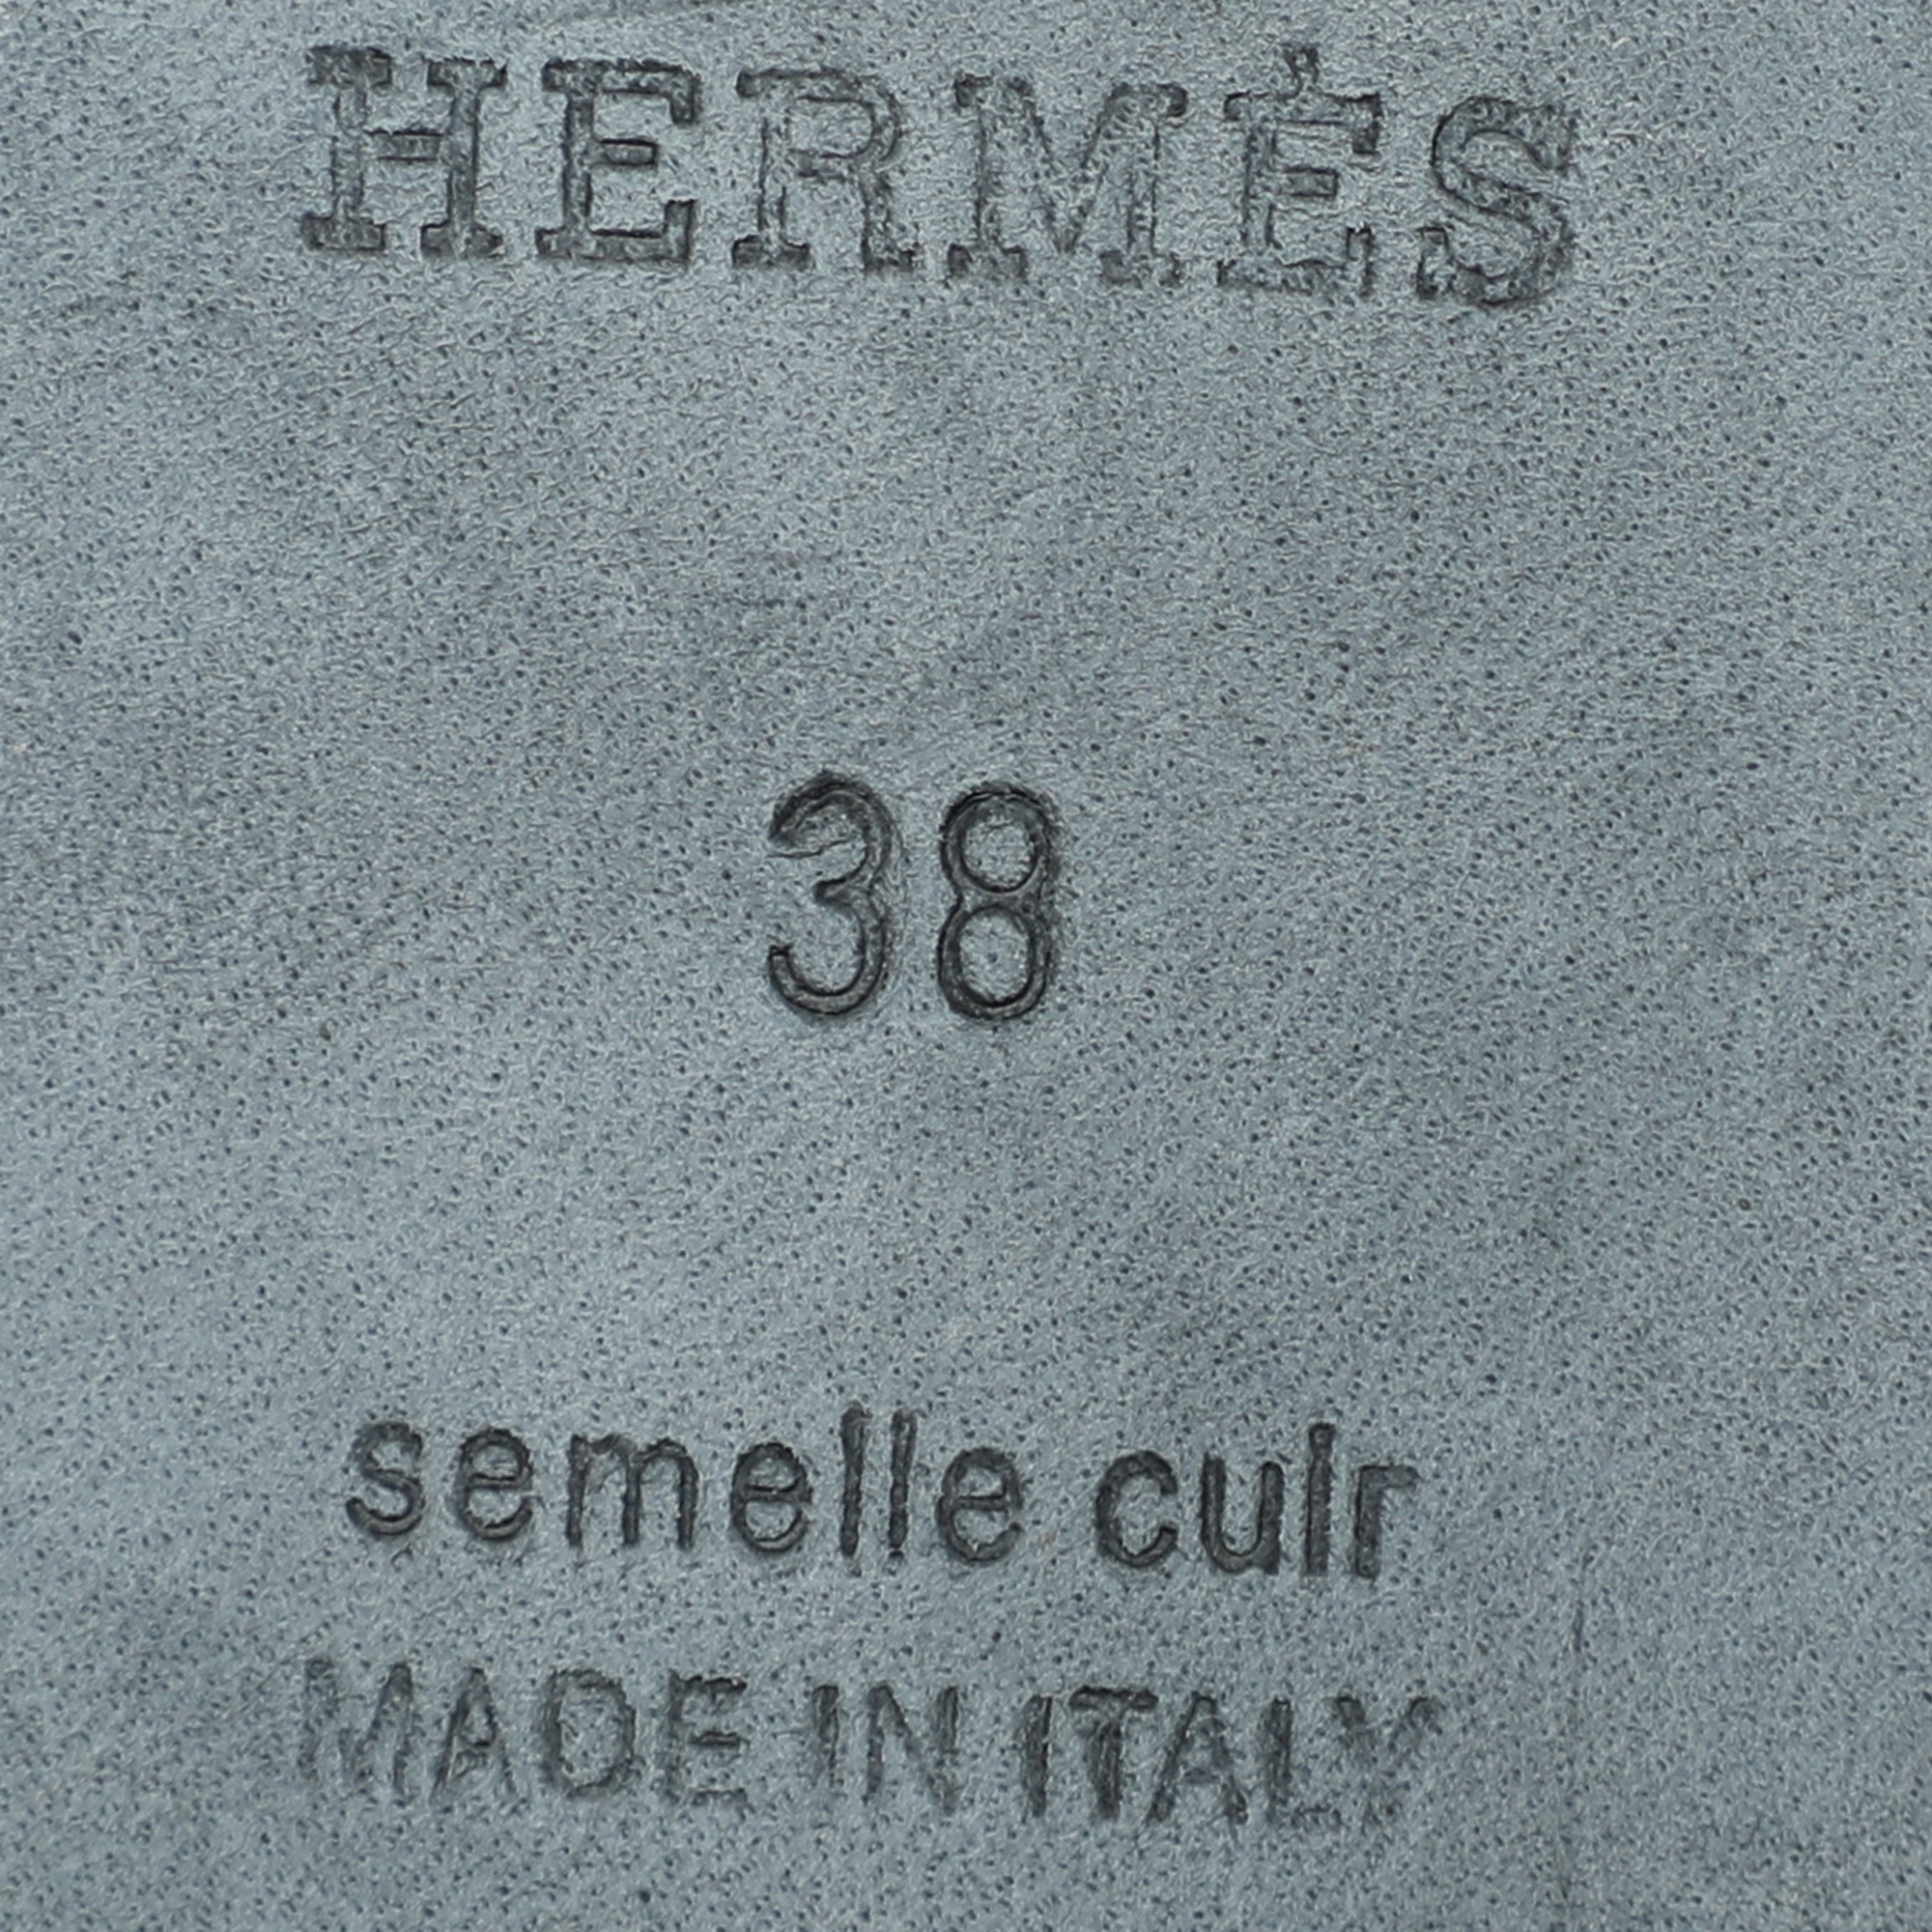 HERMÈS
38
semelle cuir
MADE IN ITALY